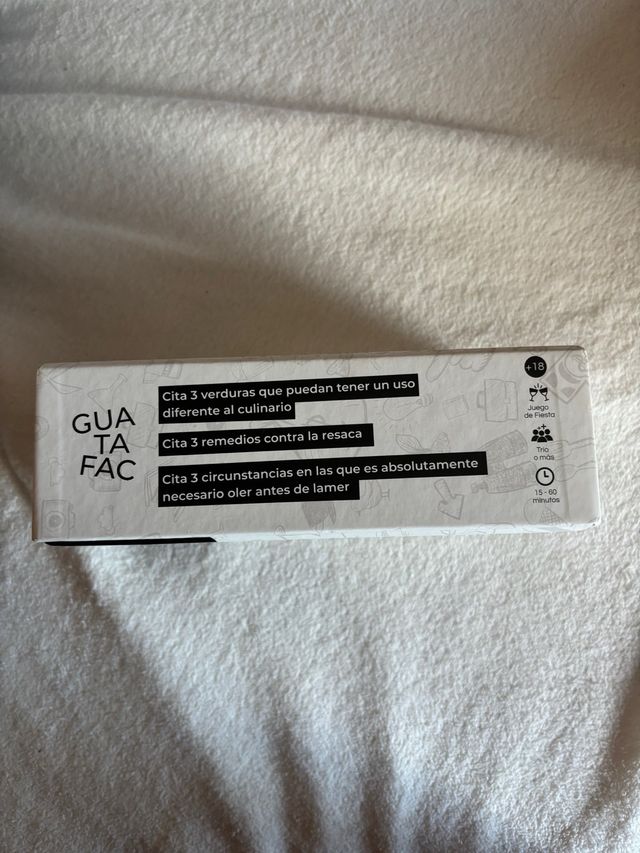 GUA
TA
FAC
Cita 3 verduras que puedan tener un uso
diferente al culinario
Cita 3 remedios contra la resaca
Cita 3 circunstancias en las que es absolutamente
necesario oler antes de lamer
+18
Juego
de Fiesta
Trio
o más
15 - 60
minutos